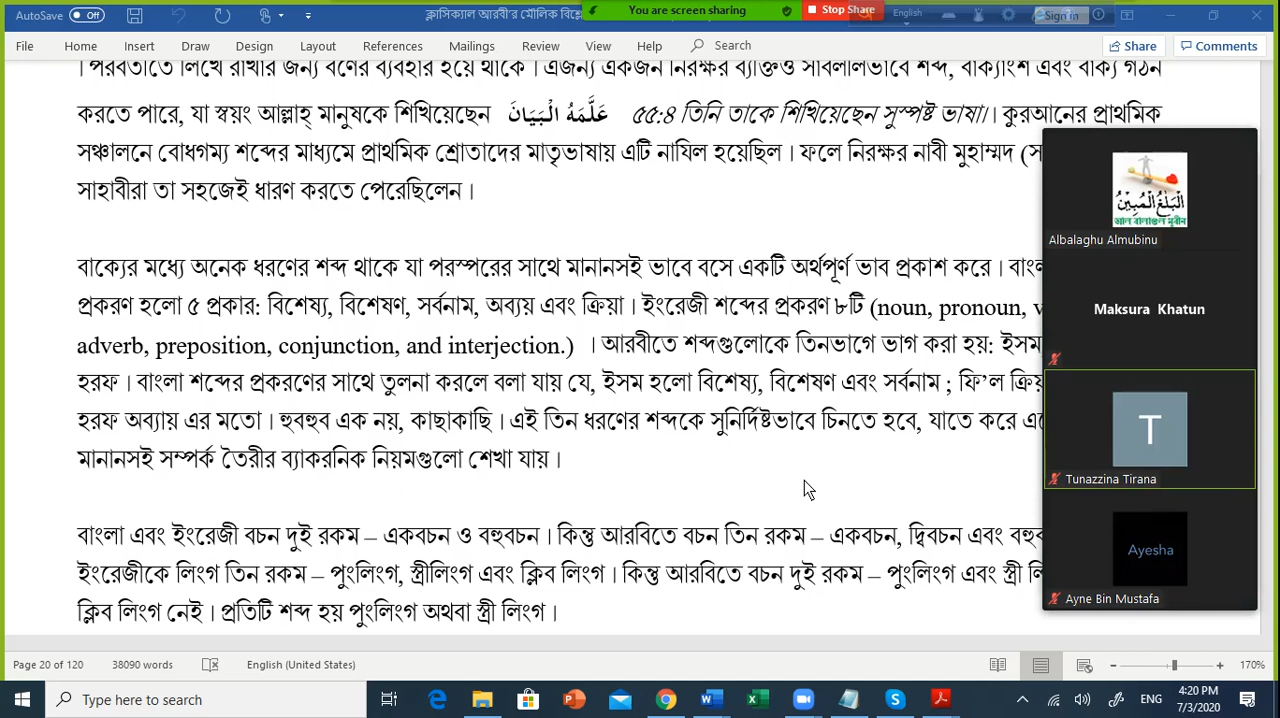 AutoSave Off
ক্লাসিক্যাল আরবী'র মৌলিক
You are screen sharing
Stop Share
English
Sign in
File Home Insert Draw Design Layout References Mailings Review View Help Search
Share Comments
। পরবর্তীতে লিখে রাখার জন্য বর্ণের ব্যবহার হয়ে থাকে। এজন্য একজন নিরক্ষর ব্যক্তিও সাবলীলভাবে শব্দ, বাক্যাংশ এবং বাক্য গঠন
করতে পারে, যা স্বয়ং আল্লাহ্ মানুষকে শিখিয়েছেন عَلَّمَهُ الْبَيَانَ ৫৫:৪ তিনি তাকে শিখিয়েছেন সুস্পষ্ট ভাষা। কুরআনের প্রাথমিক
সঞ্চালনে বোধগম্য শব্দের মাধ্যমে প্রাথমিক শ্রোতাদের মাতৃভাষায় এটি নাযিল হয়েছিল। ফলে নিরক্ষর নাবী মুহাম্মদ (স
সাহাবীরা তা সহজেই ধারণ করতে পেরেছিলেন।
বাক্যের মধ্যে অনেক ধরণের শব্দ থাকে যা পরস্পরের সাথে মানানসই ভাবে বসে একটি অর্থপূর্ণ ভাব প্রকাশ করে। বাং
প্রকরণ হলো ৫ প্রকার: বিশেষ্য, বিশেষণ, সর্বনাম, অব্যয় এবং ক্রিয়া। ইংরেজী শব্দের প্রকরণ ৮টি (noun, pronoun, v
adverb, preposition, conjunction, and interjection.) । আরবীতে শব্দগুলোকে তিনভাগে ভাগ করা হয়: ইসম
হরফ। বাংলা শব্দের প্রকরণের সাথে তুলনা করলে বলা যায় যে, ইসম হলো বিশেষ্য, বিশেষণ এবং সর্বনাম ; ফি'ল ক্রি
হরফ অব্যায় এর মতো। হুবহুব এক নয়, কাছাকাছি। এই তিন ধরণের শব্দকে সুনির্দিষ্টভাবে চিনতে হবে, যাতে করে এ
মানানসই সম্পর্ক তৈরীর ব্যাকরনিক নিয়মগুলো শেখা যায়।
বাংলা এবং ইংরেজী বচন দুই রকম – একবচন ও বহুবচন। কিন্তু আরবিতে বচন তিন রকম – একবচন, দ্বিবচন এবং বহুব
ইংরেজীকে লিংগ তিন রকম – পুংলিংগ, স্ত্রীলিংগ এবং ক্লিব লিংগ। কিন্তু আরবিতে বচন দুই রকম – পুংলিংগ এবং স্ত্রী লি
ক্লিব লিংগ নেই। প্রতিটি শব্দ হয় পুংলিংগ অথবা স্ত্রী লিংগ।
البلغ المبين
আল বালাগুল মুবীন
Albalaghu Almubinu
Maksura Khatun
T
Tunazzina Tirana
Ayesha
Ayne Bin Mustafa
Page 20 of 120 38090 words English (United States) 170%
Type here to search
ENG
4:20 PM
7/3/2020